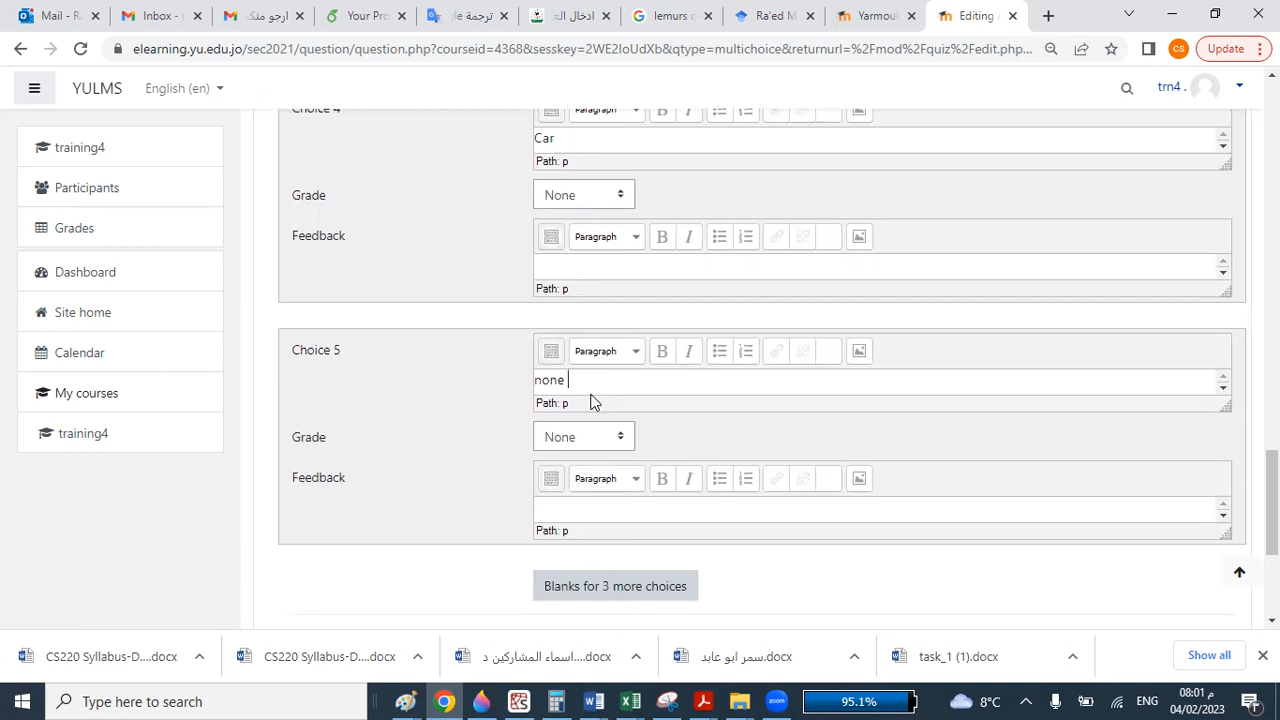 Mail - R
Inbox -
ارجو منك
Your Pro
ترجمة
ادخال ال
lemurs c
Ra'ed M
Yarmouk
Editing
elearning.yu.edu.jo/sec2021/question/question.php?courseid=4368&sesskey=2WE2IoUdXb&qtype=multichoice&returnurl=%2Fmod%2Fquiz%2Fedit.php...
CS
Update
YULMS
English (en)
trn4 .
training4
Participants
Grades
Dashboard
Site home
Calendar
My courses
training4
Choice 4
Paragraph
Car
Path: p
Grade
None
Feedback
Paragraph
B I
Path: p
Choice 5
Paragraph
B I
none
Path: p
Grade
None
Feedback
Paragraph
B I
Path: p
Blanks for 3 more choices
CS220 Syllabus-D....docx
CS220 Syllabus-D....docx
اسماء المشاركين د....docx
سمر ابو عابد.docx
task_1 (1).docx
Show all
Type here to search
zoom
95.1%
8°C
ENG
08:01 م
04/02/2023